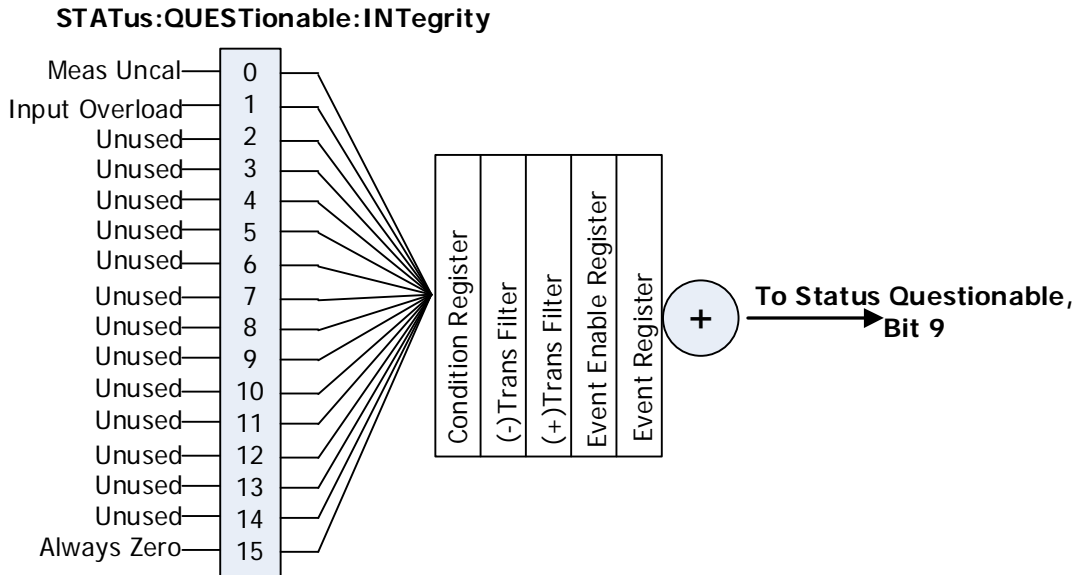 STATus:QUESTionable:INTegrity
Meas Uncal 0
Input Overload 1
Unused 2
Unused 3
Unused 4
Unused 5
Unused 6
Unused 7
Unused 8
Unused 9
Unused 10
Unused 11
Unused 12
Unused 13
Unused 14
Always Zero 15
Condition Register
(-)Trans Filter
(+)Trans Filter
Event Enable Register
Event Register
+
To Status Questionable,
Bit 9